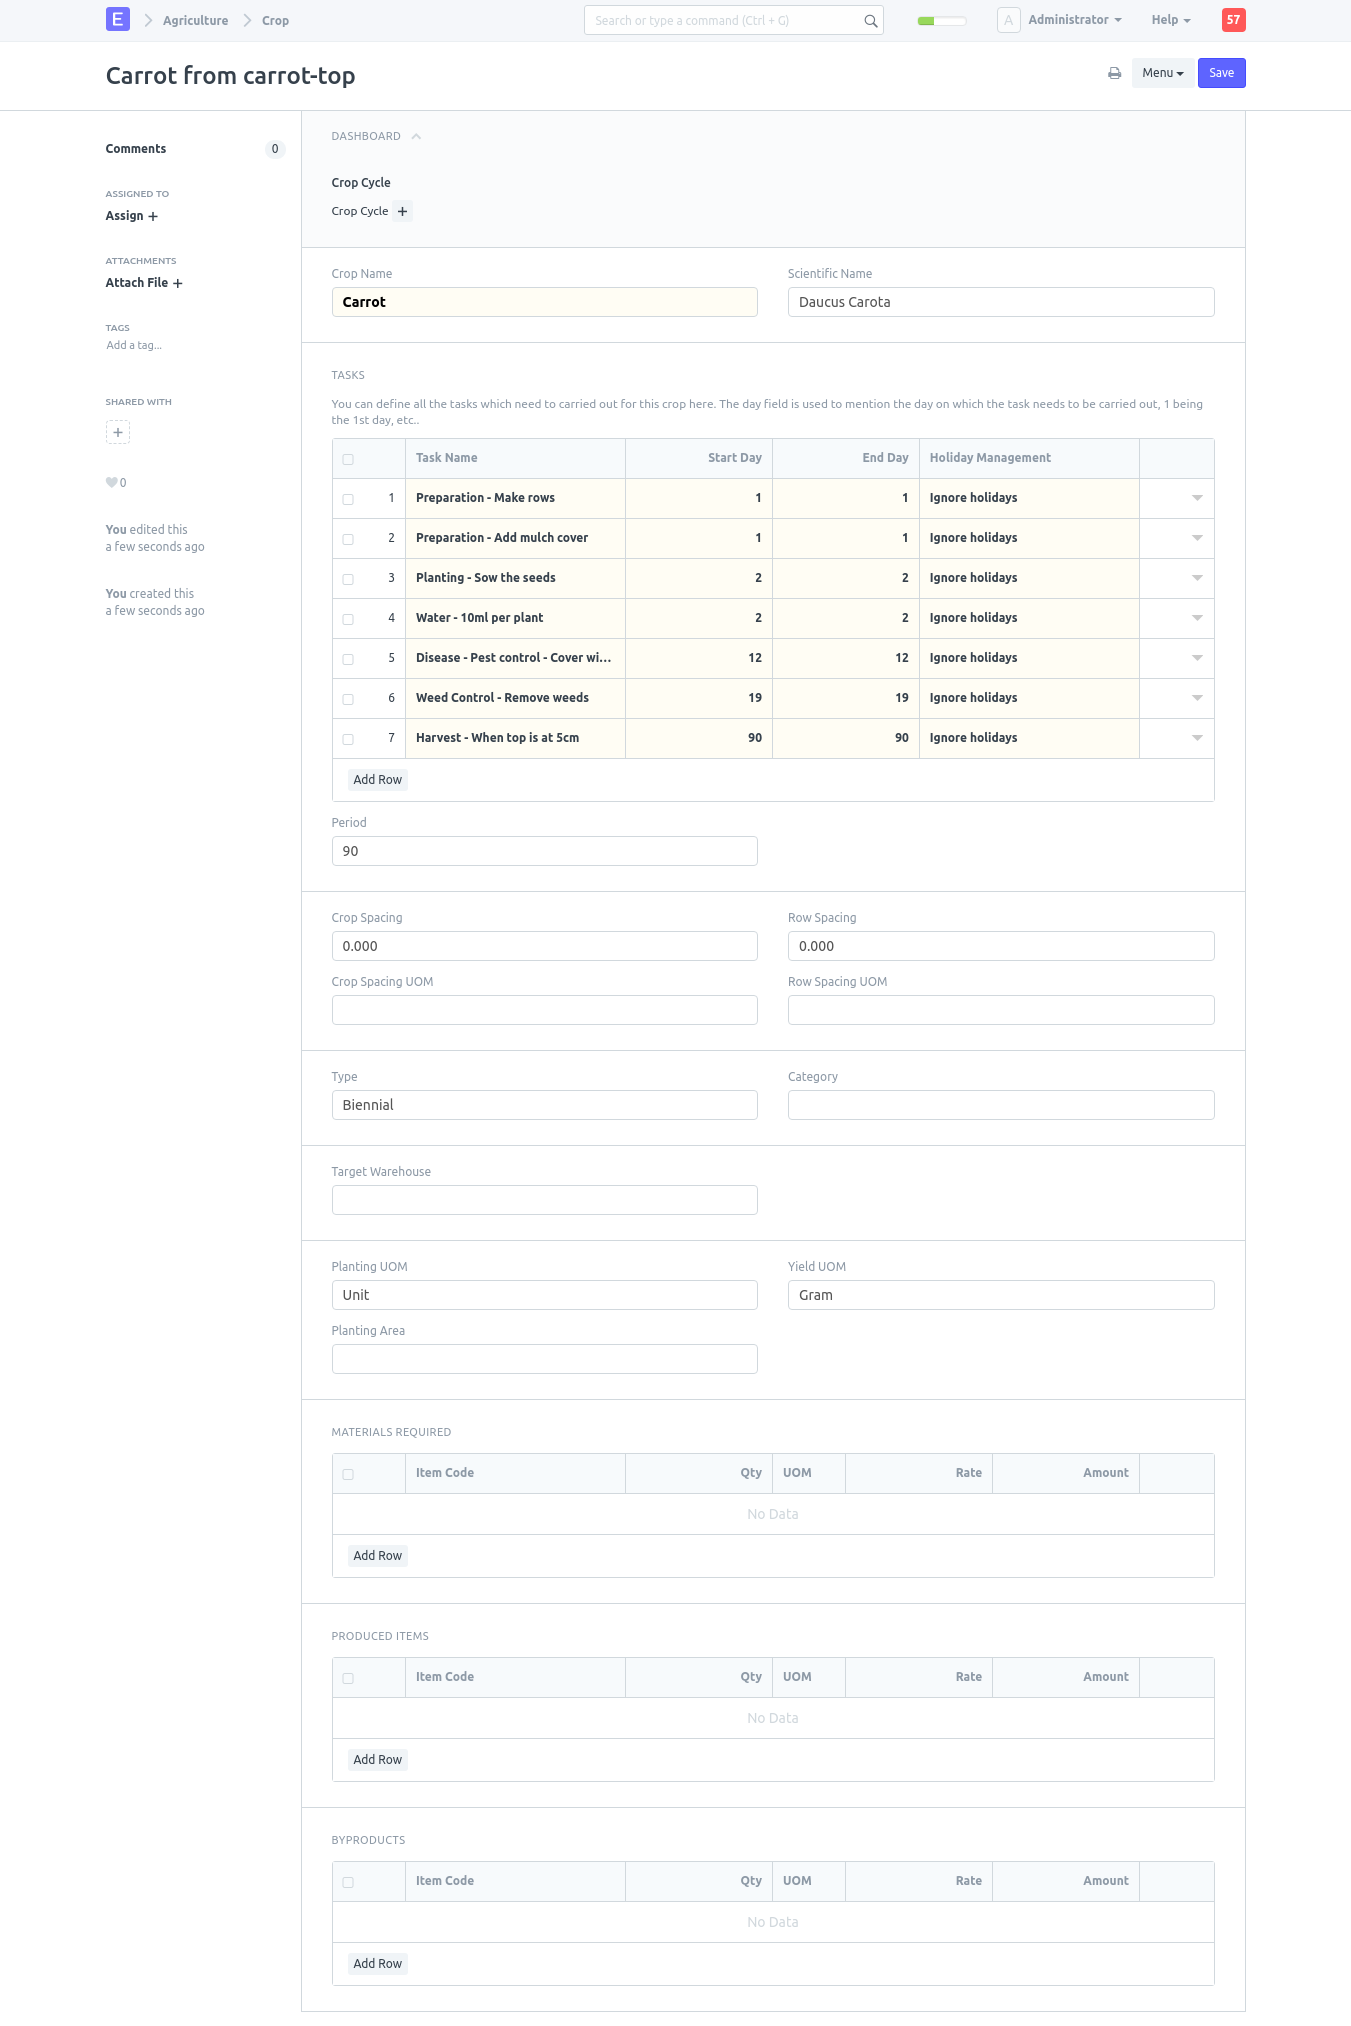 E Agriculture Crop Search or type a command (Ctrl + G) A Administrator Help 57
Carrot from carrot-top Menu Save
Comments 0
ASSIGNED TO
Assign +
ATTACHMENTS
Attach File +
TAGS
Add a tag...
SHARED WITH
+
0
You edited this
a few seconds ago
You created this
a few seconds ago
DASHBOARD
Crop Cycle
Crop Cycle +
Crop Name Scientific Name
Carrot Daucus Carota
TASKS
You can define all the tasks which need to carried out for this crop here. The day field is used to mention the day on which the task needs to be carried out, 1 being
the 1st day, etc..
Task Name Start Day End Day Holiday Management
1 Preparation - Make rows 1 1 Ignore holidays
2 Preparation - Add mulch cover 1 1 Ignore holidays
3 Planting - Sow the seeds 2 2 Ignore holidays
4 Water - 10ml per plant 2 2 Ignore holidays
5 Disease - Pest control - Cover wi... 12 12 Ignore holidays
6 Weed Control - Remove weeds 19 19 Ignore holidays
7 Harvest - When top is at 5cm 90 90 Ignore holidays
Add Row
Period
90
Crop Spacing Row Spacing
0.000 0.000
Crop Spacing UOM Row Spacing UOM
Type Category
Biennial
Target Warehouse
Planting UOM Yield UOM
Unit Gram
Planting Area
MATERIALS REQUIRED
Item Code Qty UOM Rate Amount
No Data
Add Row
PRODUCED ITEMS
Item Code Qty UOM Rate Amount
No Data
Add Row
BYPRODUCTS
Item Code Qty UOM Rate Amount
No Data
Add Row